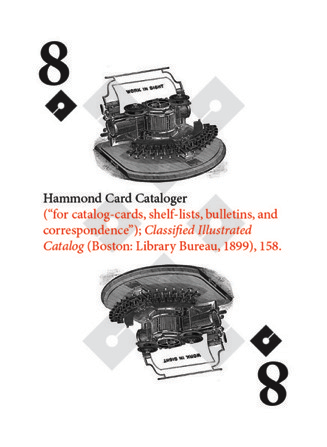 8
WORK IN SIGHT
Hammond Card Cataloger
(“for catalog-cards, shelf-lists, bulletins, and
correspondence”); Classified Illustrated
Catalog (Boston: Library Bureau, 1899), 158.
WORK IN SIGHT
8